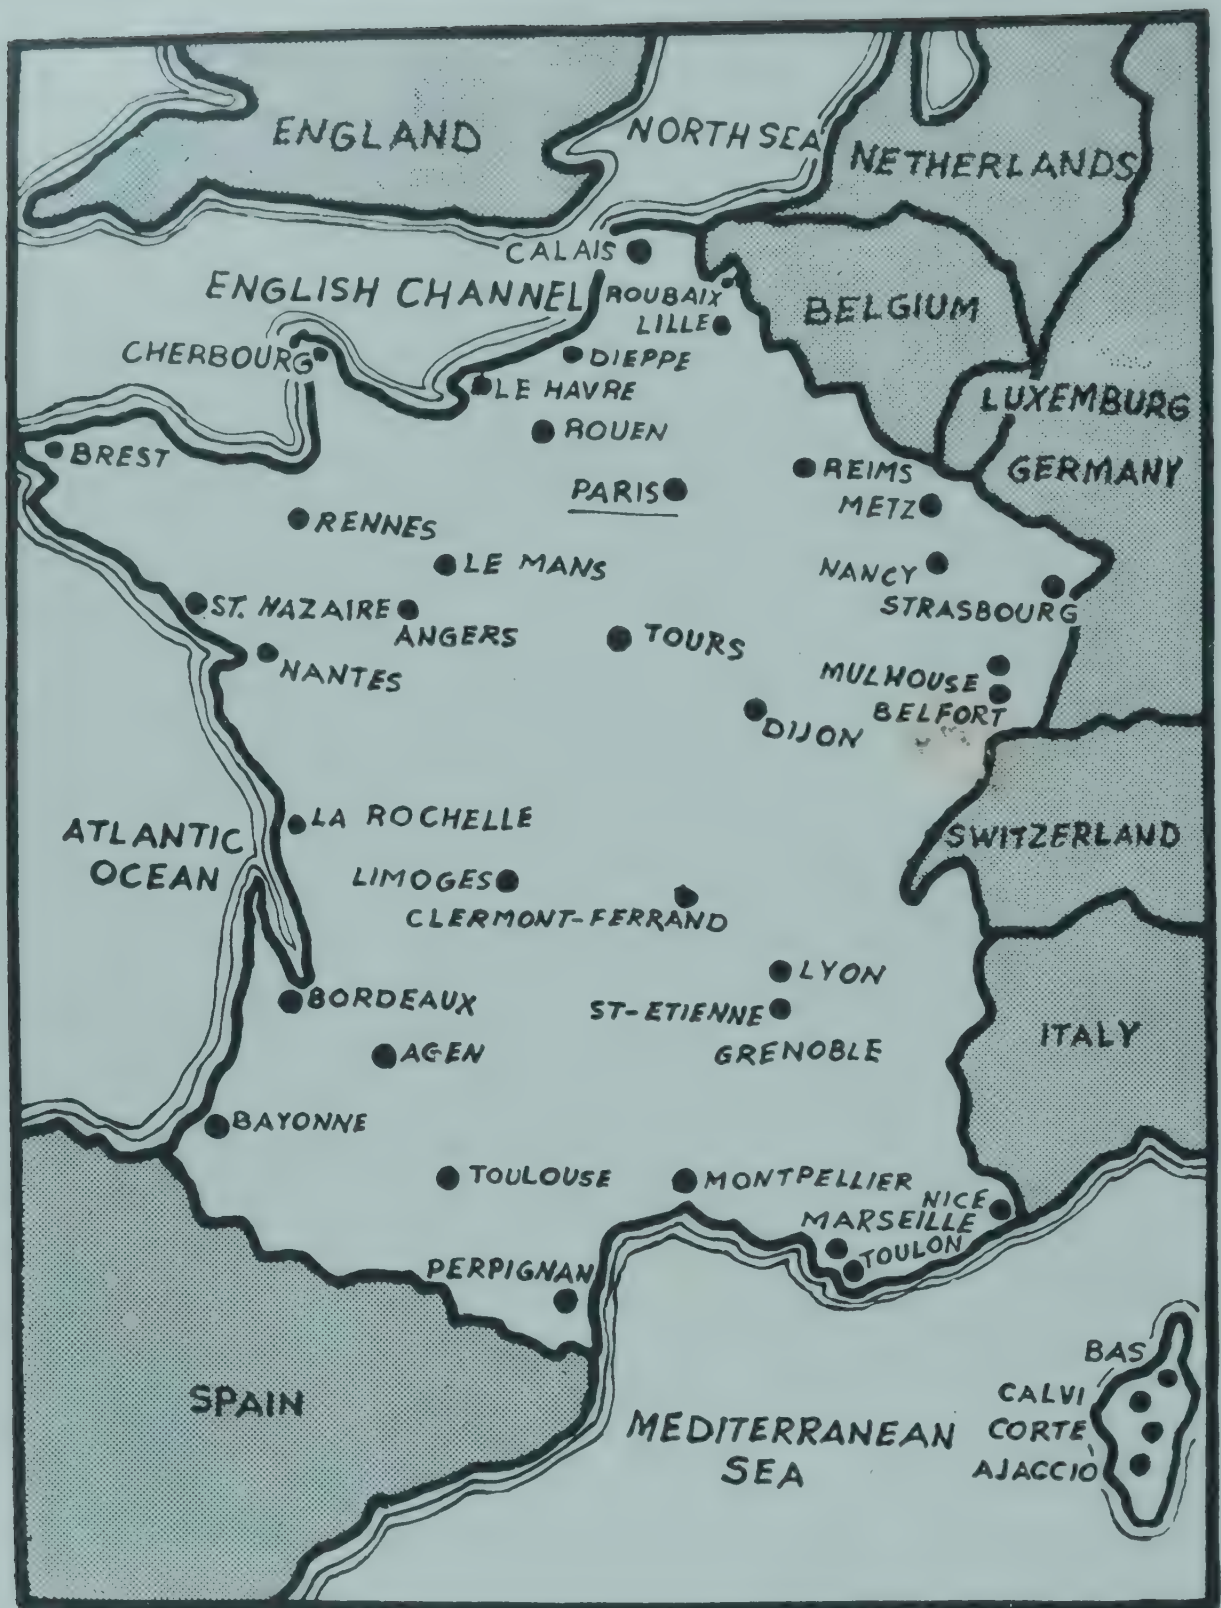 ENGLAND
NORTH SEA
NETHERLANDS
CALAIS
ENGLISH CHANNEL
ROUBAIX
BELGIUM
LILLE
CHERBOURG
DIEPPE
LE HAVRE
LUXEMBURG
ROUEN
BREST
REIMS
GERMANY
PARIS
METZ
RENNES
LE MANS
NANCY
ST. NAZAIRE
STRASBOURG
ANGERS
TOURS
NANTES
MULHOUSE
BELFORT
DIJON
LA ROCHELLE
ATLANTIC
OCEAN
SWITZERLAND
LIMOGES
CLERMONT-FERRAND
LYON
BORDEAUX
ST-ETIENNE
ITALY
AGEN
GRENOBLE
BAYONNE
TOULOUSE
MONTPELLIER
NICE
MARSEILLE
TOULON
PERPIGNAN
BAS
SPAIN
CALVI
MEDITERRANEAN
SEA
CORTE
AJACCIO